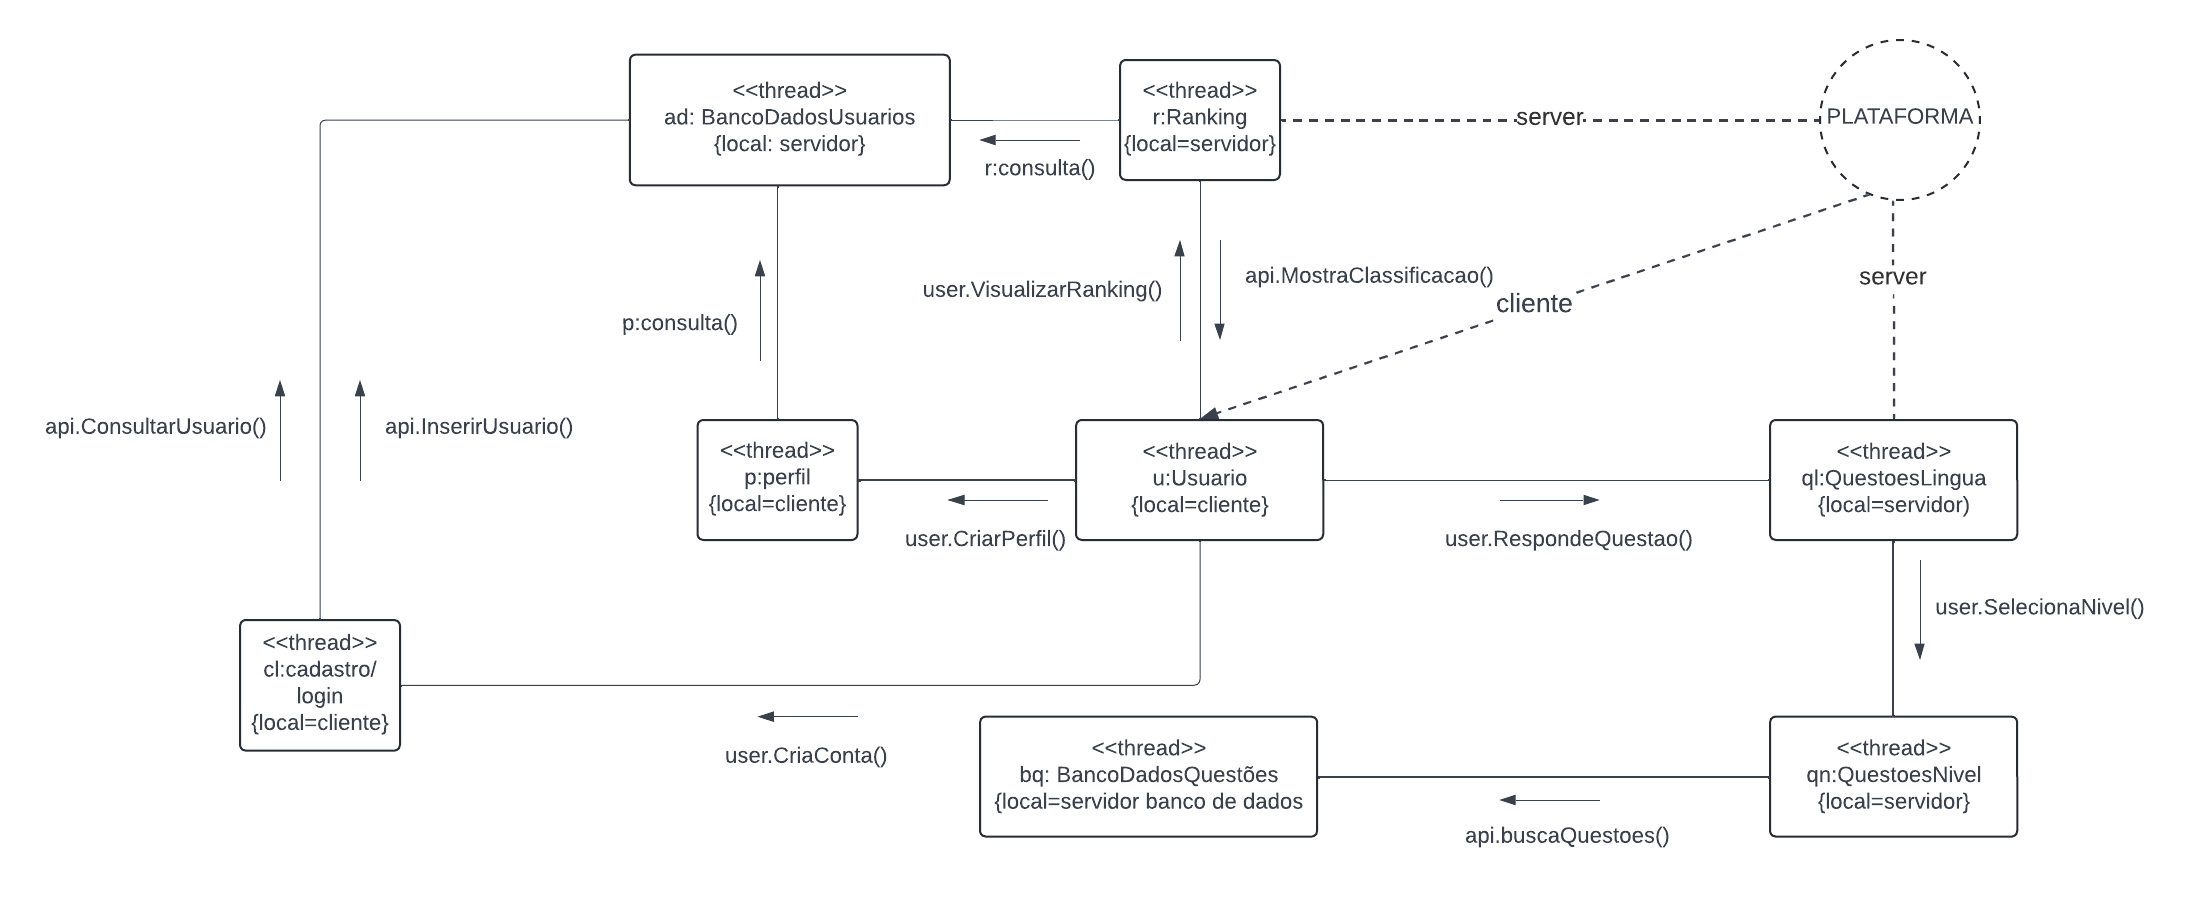 <<thread>>
ad: BancoDadosUsuarios
{local: servidor}
<<thread>>
r:Ranking
{local=servidor}
server
PLATAFORMA
r:consulta()
user.VisualizarRanking()
api.MostraClassificacao()
cliente
server
p:consulta()
api.ConsultarUsuario()
api.InserirUsuario()
<<thread>>
p:perfil
{local=cliente}
<<thread>>
u:Usuario
{local=cliente}
<<thread>>
ql:QuestoesLingua
{local=servidor)
user.CriarPerfil()
user.RespondeQuestao()
user.SelecionaNivel()
<<thread>>
cl:cadastro/
login
{local=cliente}
user.CriaConta()
<<thread>>
bq: BancoDadosQuestões
{local=servidor banco de dados
<<thread>>
qn:QuestoesNivel
{local=servidor}
api.buscaQuestoes()